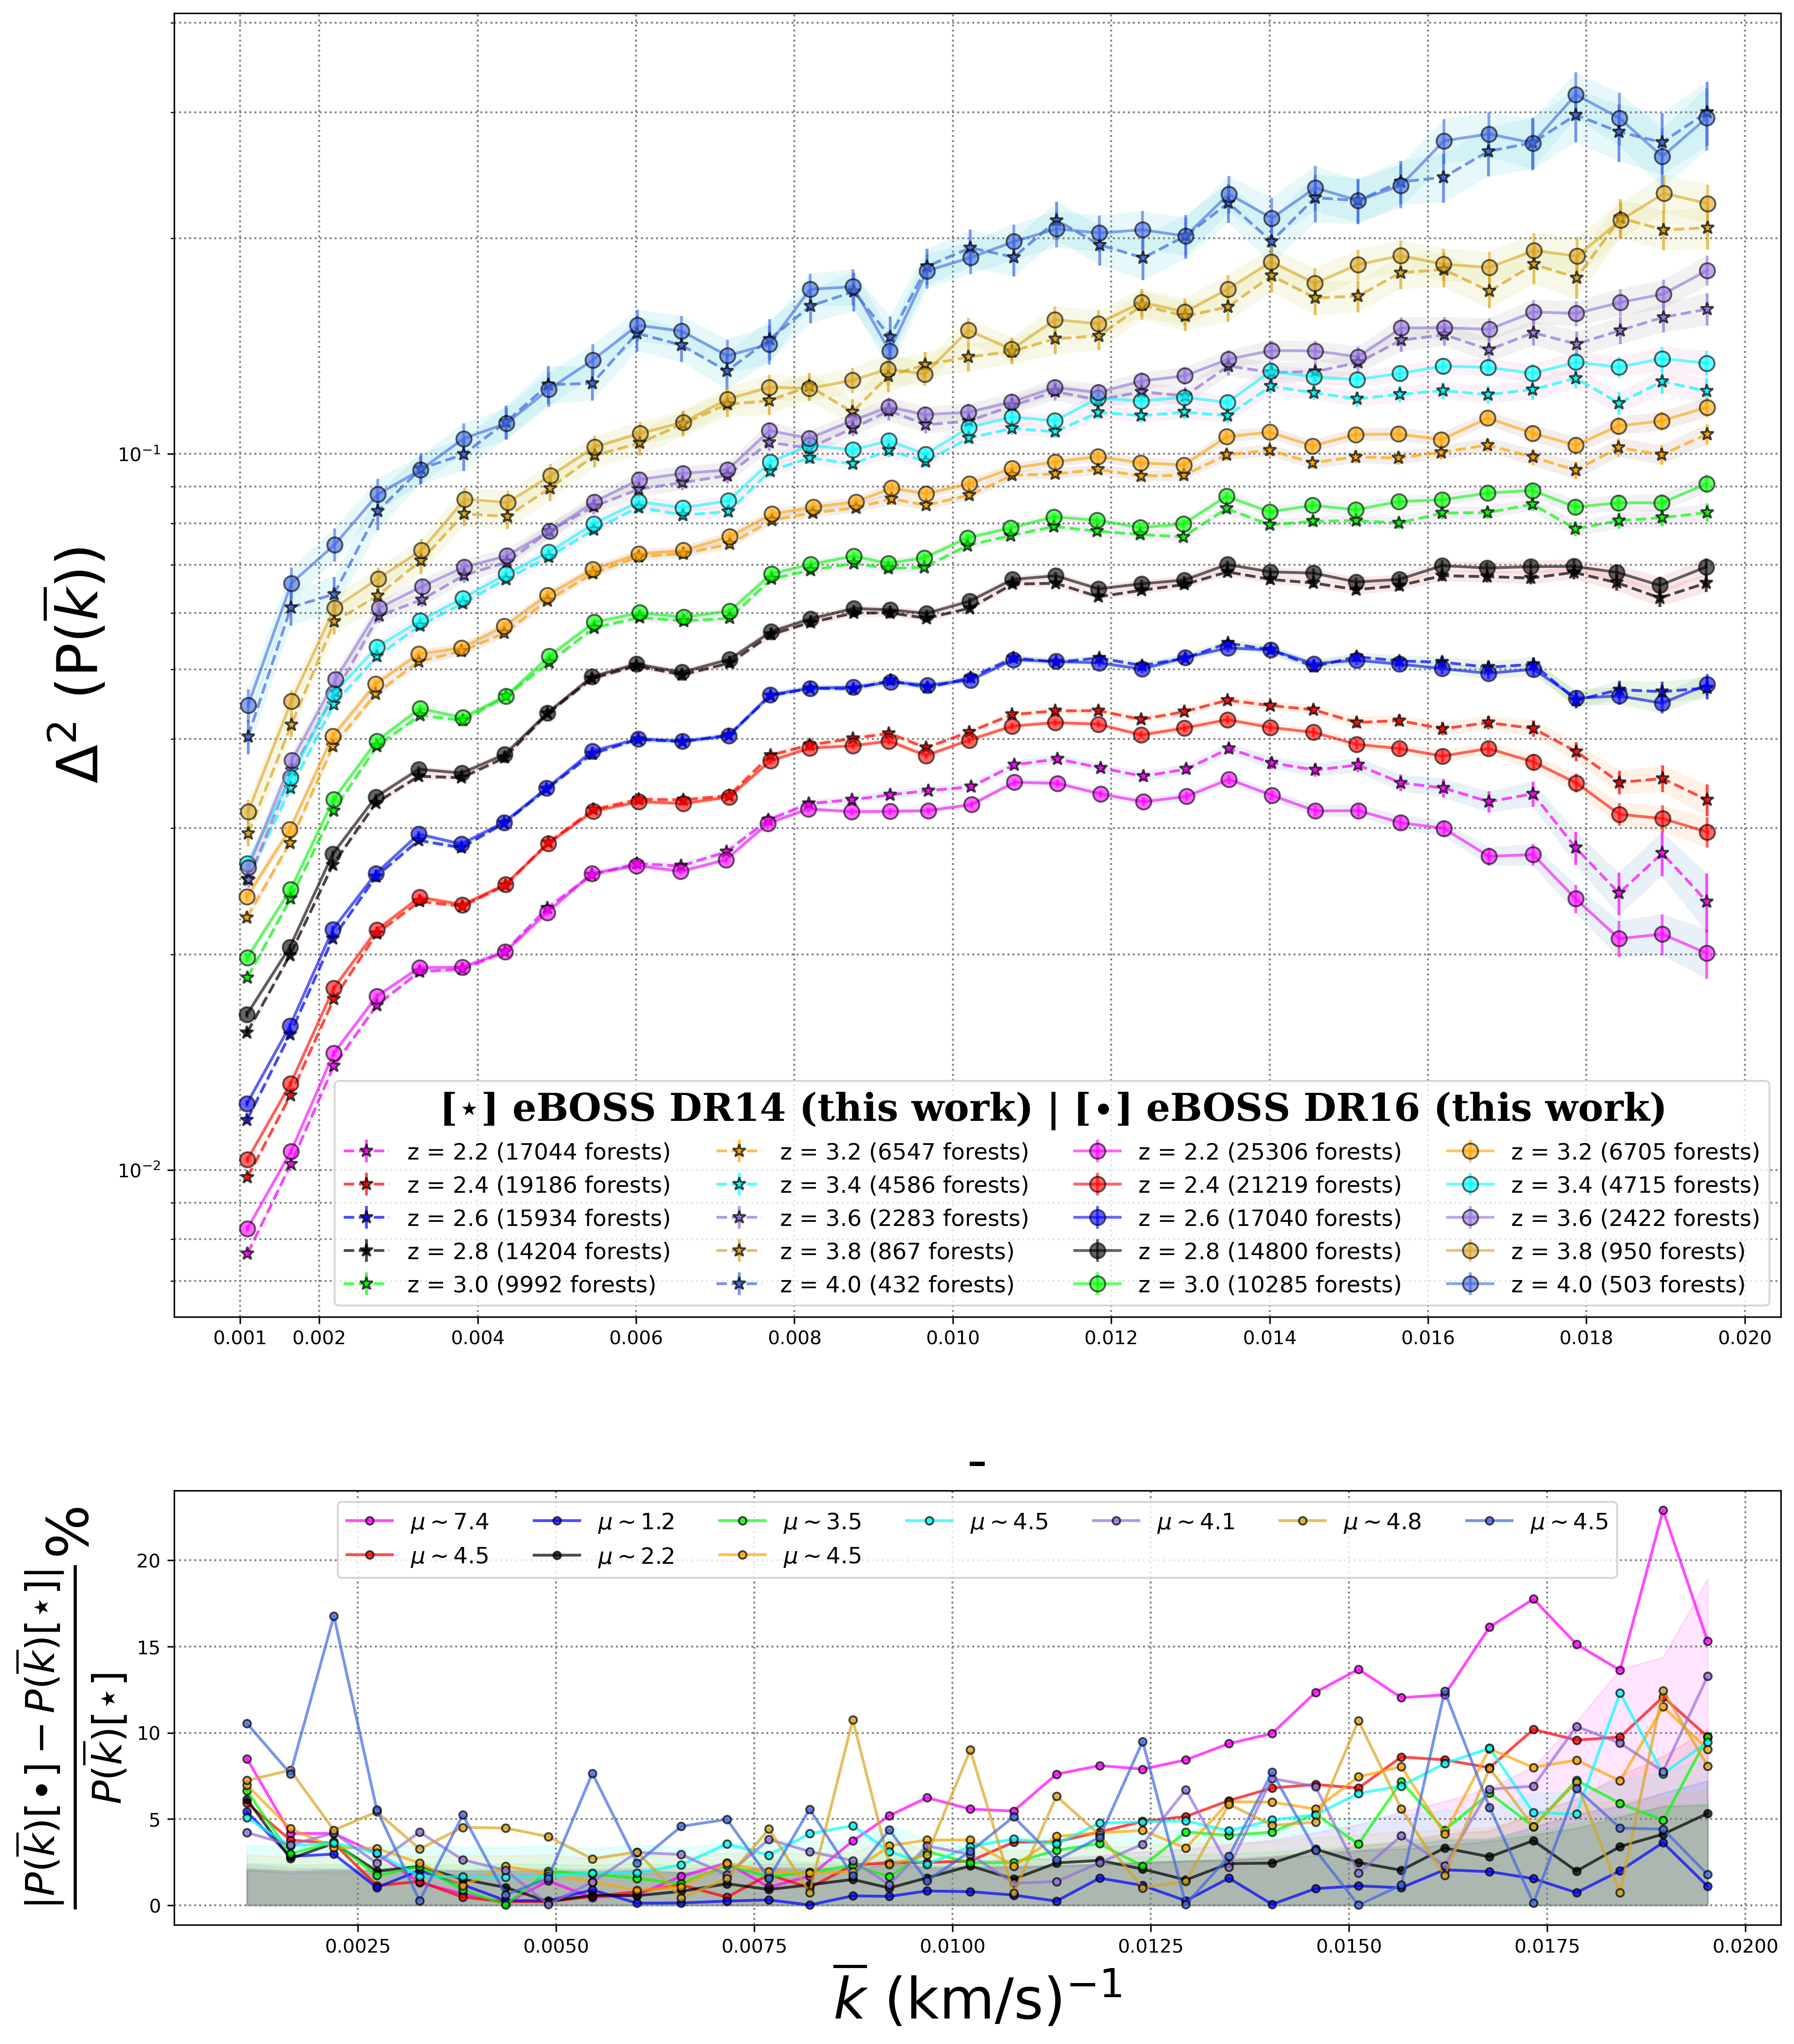 Δ² (P(k̅))
10⁻¹
10⁻²
[⋆] eBOSS DR14 (this work) | [•] eBOSS DR16 (this work)
z = 2.2 (17044 forests) z = 3.2 (6547 forests) z = 2.2 (25306 forests) z = 3.2 (6705 forests)
z = 2.4 (19186 forests) z = 3.4 (4586 forests) z = 2.4 (21219 forests) z = 3.4 (4715 forests)
z = 2.6 (15934 forests) z = 3.6 (2283 forests) z = 2.6 (17040 forests) z = 3.6 (2422 forests)
z = 2.8 (14204 forests) z = 3.8 (867 forests) z = 2.8 (14800 forests) z = 3.8 (950 forests)
z = 3.0 (9992 forests) z = 4.0 (432 forests) z = 3.0 (10285 forests) z = 4.0 (503 forests)
0.001 0.002 0.004 0.006 0.008 0.010 0.012 0.014 0.016 0.018 0.020
–
|P(k̅)[•] − P(k̅)[⋆]| %
P(k̅)[⋆]
μ ∼ 7.4 μ ∼ 1.2 μ ∼ 3.5 μ ∼ 4.5 μ ∼ 4.1 μ ∼ 4.8 μ ∼ 4.5
μ ∼ 4.5 μ ∼ 2.2 μ ∼ 4.5
20
15
10
5
0
0.0025 0.0050 0.0075 0.0100 0.0125 0.0150 0.0175 0.0200
k̅ (km/s)⁻¹